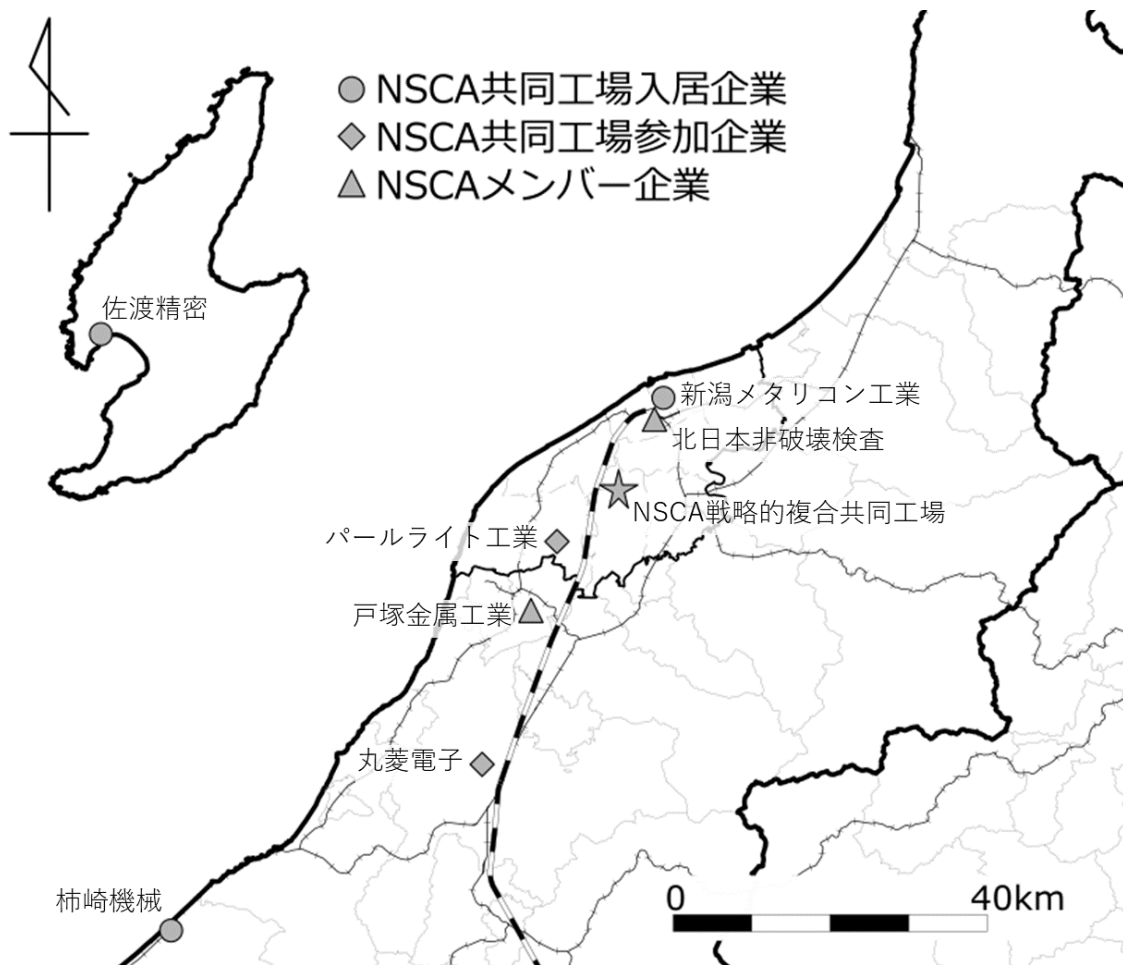 NSCA共同工場入居企業
NSCA共同工場参加企業
NSCAメンバー企業
佐渡精密
新潟メタリコン工業
北日本非破壊検査
NSCA戦略的複合共同工場
パールライト工業
戸塚金属工業
丸菱電子
柿崎機械
0 40km